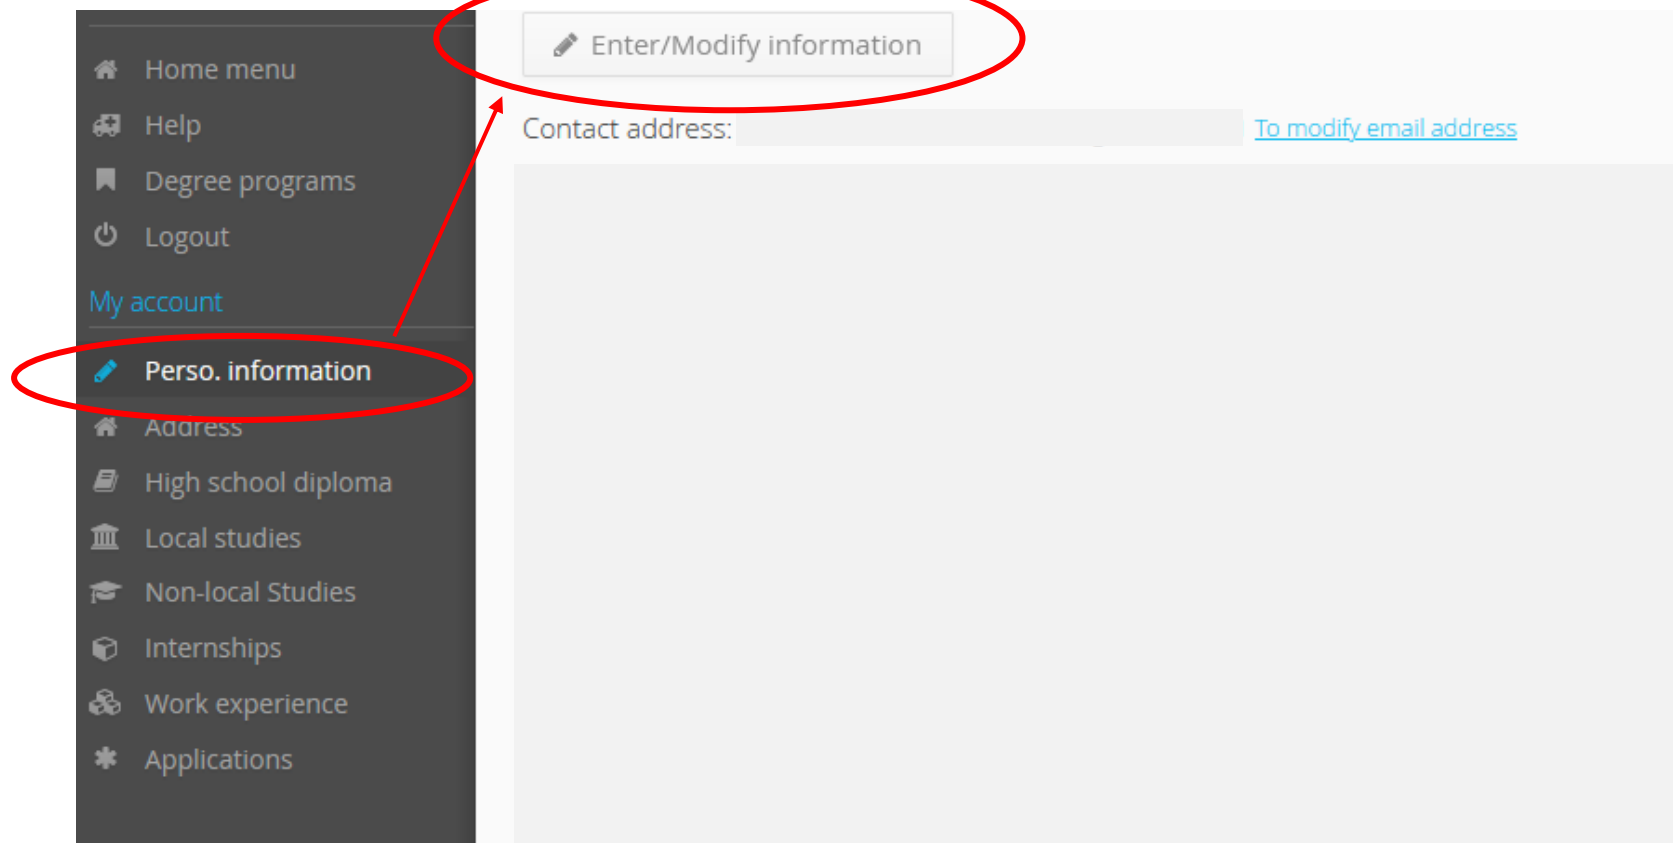 Home menu
Help
Degree programs
Logout
My account
Perso. information
Address
High school diploma
Local studies
Non-local Studies
Internships
Work experience
Applications
Enter/Modify information
Contact address:
To modify email address